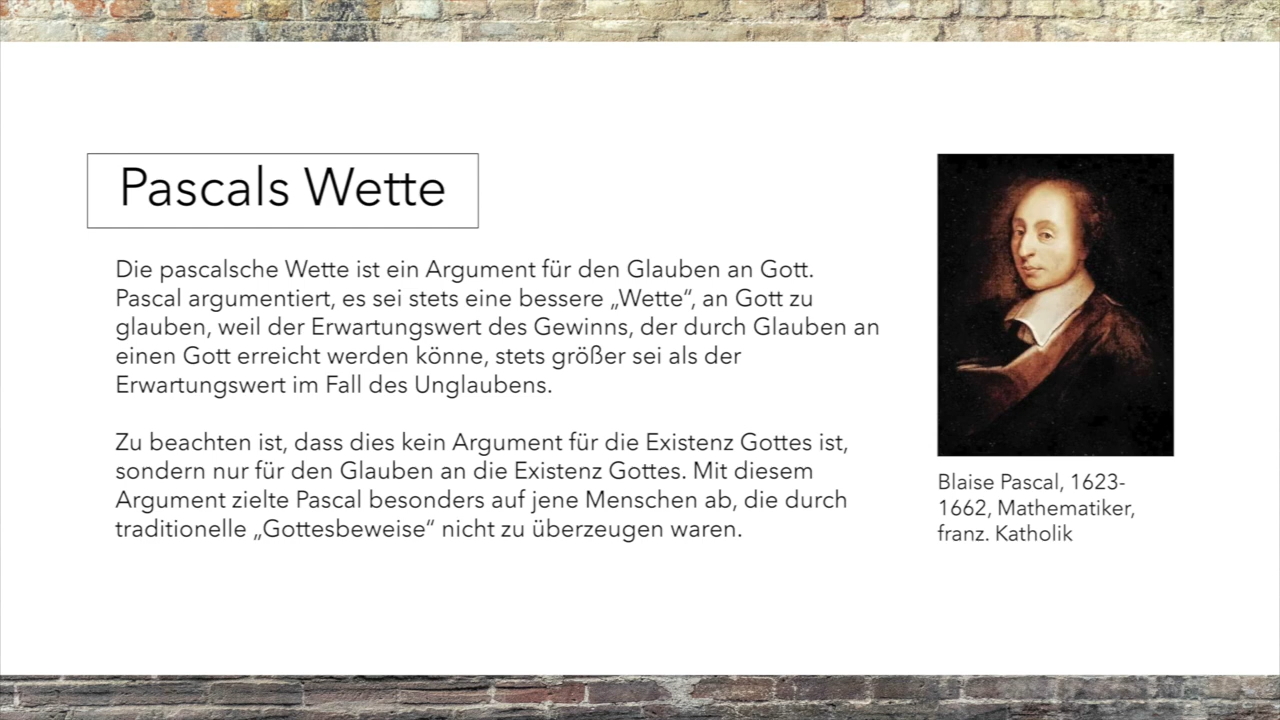 Pascals Wette
Die pascalsche Wette ist ein Argument für den Glauben an Gott.
Pascal argumentiert, es sei stets eine bessere „Wette“, an Gott zu
glauben, weil der Erwartungswert des Gewinns, der durch Glauben an
einen Gott erreicht werden könne, stets größer sei als der
Erwartungswert im Fall des Unglaubens.
Zu beachten ist, dass dies kein Argument für die Existenz Gottes ist,
sondern nur für den Glauben an die Existenz Gottes. Mit diesem
Argument zielte Pascal besonders auf jene Menschen ab, die durch
traditionelle „Gottesbeweise“ nicht zu überzeugen waren.
Blaise Pascal, 1623-
1662, Mathematiker,
franz. Katholik